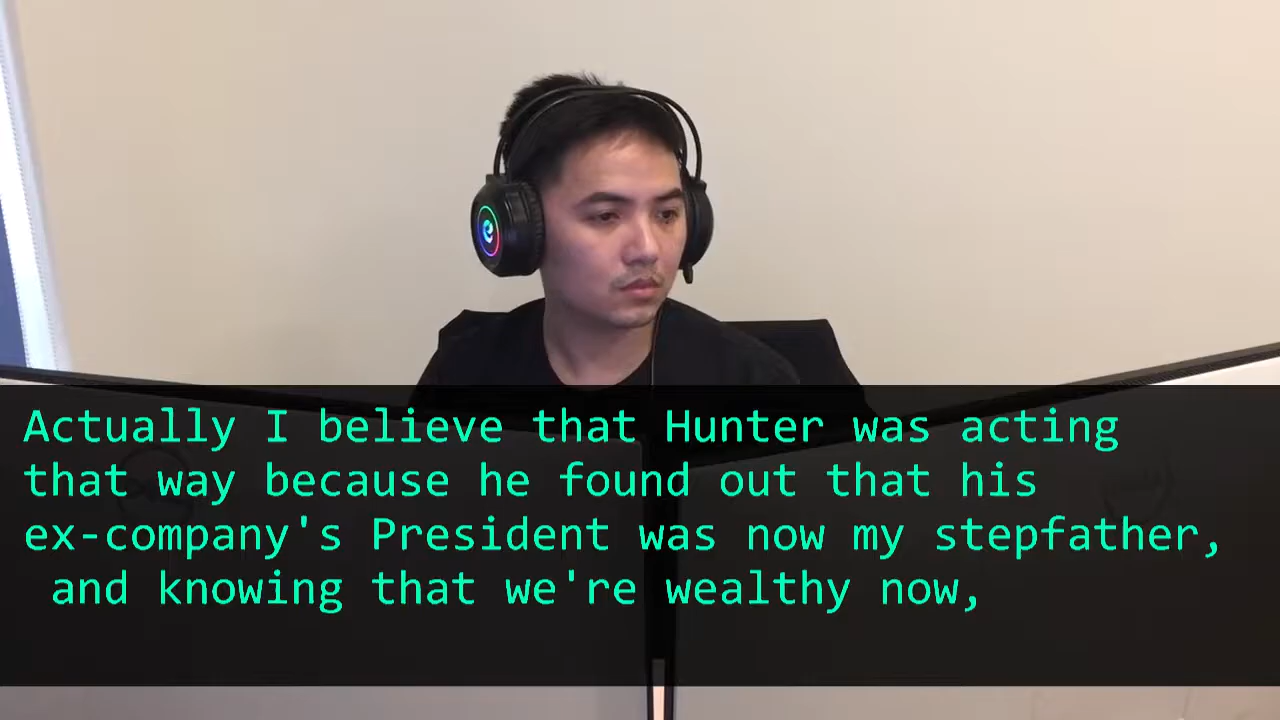 Actually I believe that Hunter was acting
that way because he found out that his
ex-company's President was now my stepfather,
and knowing that we're wealthy now,